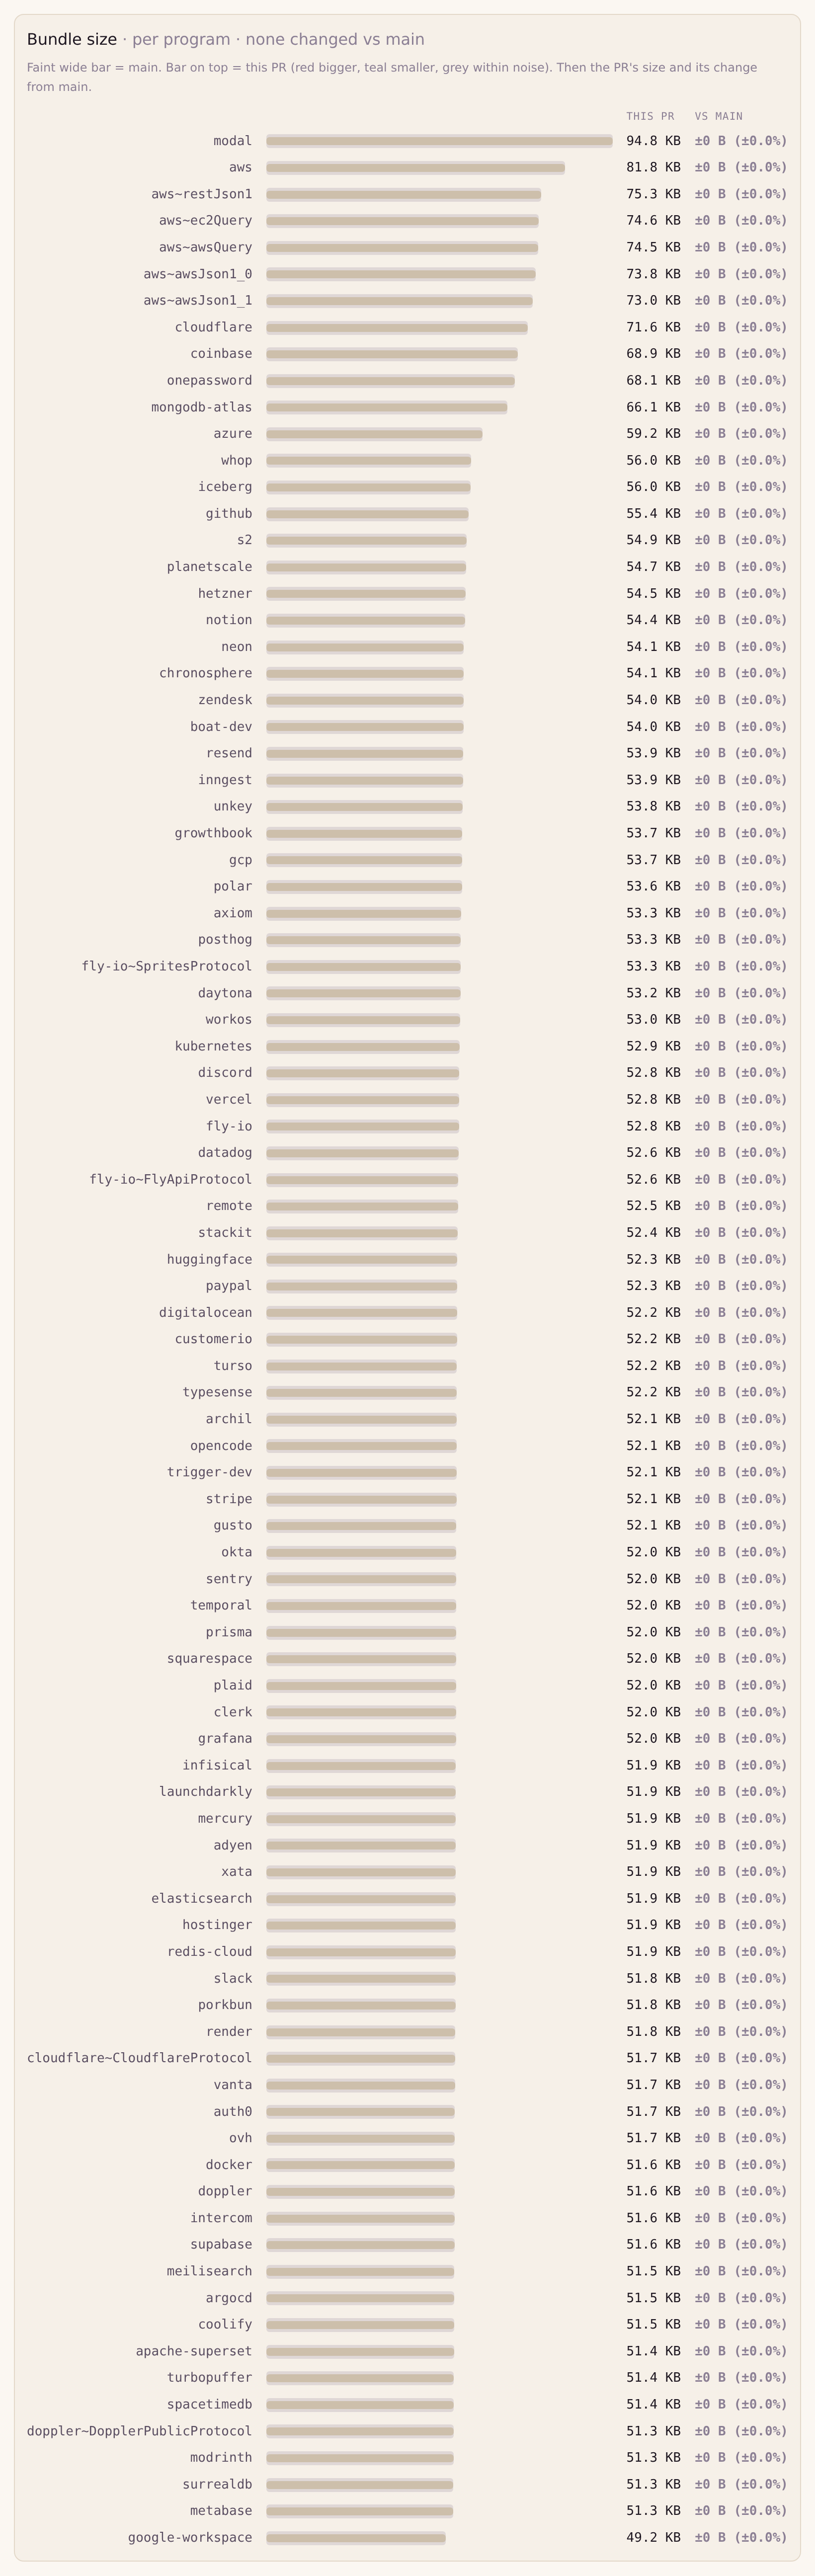 Bundle size · per program · none changed vs main
Faint wide bar = main. Bar on top = this PR (red bigger, teal smaller, grey within noise). Then the PR's size and its change
from main.
THIS PR VS MAIN
modal 94.8 KB ±0 B (±0.0%)
aws 81.8 KB ±0 B (±0.0%)
aws~restJson1 75.3 KB ±0 B (±0.0%)
aws~ec2Query 74.6 KB ±0 B (±0.0%)
aws~awsQuery 74.5 KB ±0 B (±0.0%)
aws~awsJson1_0 73.8 KB ±0 B (±0.0%)
aws~awsJson1_1 73.0 KB ±0 B (±0.0%)
cloudflare 71.6 KB ±0 B (±0.0%)
coinbase 68.9 KB ±0 B (±0.0%)
onepassword 68.1 KB ±0 B (±0.0%)
mongodb-atlas 66.1 KB ±0 B (±0.0%)
azure 59.2 KB ±0 B (±0.0%)
whop 56.0 KB ±0 B (±0.0%)
iceberg 56.0 KB ±0 B (±0.0%)
github 55.4 KB ±0 B (±0.0%)
s2 54.9 KB ±0 B (±0.0%)
planetscale 54.7 KB ±0 B (±0.0%)
hetzner 54.5 KB ±0 B (±0.0%)
notion 54.4 KB ±0 B (±0.0%)
neon 54.1 KB ±0 B (±0.0%)
chronosphere 54.1 KB ±0 B (±0.0%)
zendesk 54.0 KB ±0 B (±0.0%)
boat-dev 54.0 KB ±0 B (±0.0%)
resend 53.9 KB ±0 B (±0.0%)
inngest 53.9 KB ±0 B (±0.0%)
unkey 53.8 KB ±0 B (±0.0%)
growthbook 53.7 KB ±0 B (±0.0%)
gcp 53.7 KB ±0 B (±0.0%)
polar 53.6 KB ±0 B (±0.0%)
axiom 53.3 KB ±0 B (±0.0%)
posthog 53.3 KB ±0 B (±0.0%)
fly-io~SpritesProtocol 53.3 KB ±0 B (±0.0%)
daytona 53.2 KB ±0 B (±0.0%)
workos 53.0 KB ±0 B (±0.0%)
kubernetes 52.9 KB ±0 B (±0.0%)
discord 52.8 KB ±0 B (±0.0%)
vercel 52.8 KB ±0 B (±0.0%)
fly-io 52.8 KB ±0 B (±0.0%)
datadog 52.6 KB ±0 B (±0.0%)
fly-io~FlyApiProtocol 52.6 KB ±0 B (±0.0%)
remote 52.5 KB ±0 B (±0.0%)
stackit 52.4 KB ±0 B (±0.0%)
huggingface 52.3 KB ±0 B (±0.0%)
paypal 52.3 KB ±0 B (±0.0%)
digitalocean 52.2 KB ±0 B (±0.0%)
customerio 52.2 KB ±0 B (±0.0%)
turso 52.2 KB ±0 B (±0.0%)
typesense 52.2 KB ±0 B (±0.0%)
archil 52.1 KB ±0 B (±0.0%)
opencode 52.1 KB ±0 B (±0.0%)
trigger-dev 52.1 KB ±0 B (±0.0%)
stripe 52.1 KB ±0 B (±0.0%)
gusto 52.1 KB ±0 B (±0.0%)
okta 52.0 KB ±0 B (±0.0%)
sentry 52.0 KB ±0 B (±0.0%)
temporal 52.0 KB ±0 B (±0.0%)
prisma 52.0 KB ±0 B (±0.0%)
squarespace 52.0 KB ±0 B (±0.0%)
plaid 52.0 KB ±0 B (±0.0%)
clerk 52.0 KB ±0 B (±0.0%)
grafana 52.0 KB ±0 B (±0.0%)
infisical 51.9 KB ±0 B (±0.0%)
launchdarkly 51.9 KB ±0 B (±0.0%)
mercury 51.9 KB ±0 B (±0.0%)
adyen 51.9 KB ±0 B (±0.0%)
xata 51.9 KB ±0 B (±0.0%)
elasticsearch 51.9 KB ±0 B (±0.0%)
hostinger 51.9 KB ±0 B (±0.0%)
redis-cloud 51.9 KB ±0 B (±0.0%)
slack 51.8 KB ±0 B (±0.0%)
porkbun 51.8 KB ±0 B (±0.0%)
render 51.8 KB ±0 B (±0.0%)
cloudflare~CloudflareProtocol 51.7 KB ±0 B (±0.0%)
vanta 51.7 KB ±0 B (±0.0%)
auth0 51.7 KB ±0 B (±0.0%)
ovh 51.7 KB ±0 B (±0.0%)
docker 51.6 KB ±0 B (±0.0%)
doppler 51.6 KB ±0 B (±0.0%)
intercom 51.6 KB ±0 B (±0.0%)
supabase 51.6 KB ±0 B (±0.0%)
meilisearch 51.5 KB ±0 B (±0.0%)
argocd 51.5 KB ±0 B (±0.0%)
coolify 51.5 KB ±0 B (±0.0%)
apache-superset 51.4 KB ±0 B (±0.0%)
turbopuffer 51.4 KB ±0 B (±0.0%)
spacetimedb 51.4 KB ±0 B (±0.0%)
doppler~DopplerPublicProtocol 51.3 KB ±0 B (±0.0%)
modrinth 51.3 KB ±0 B (±0.0%)
surrealdb 51.3 KB ±0 B (±0.0%)
metabase 51.3 KB ±0 B (±0.0%)
google-workspace 49.2 KB ±0 B (±0.0%)